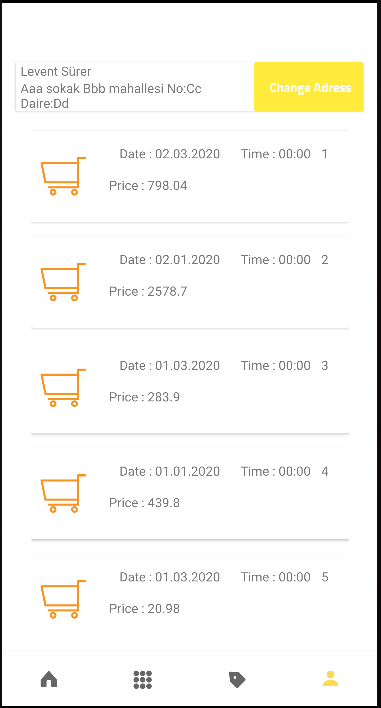 Levent Sürer
Aaa sokak Bbb mahallesi No:Cc
Daire:Dd
Change Adress
Date : 02.03.2020 Time : 00:00 1
Price : 798.04
Date : 02.01.2020 Time : 00:00 2
Price : 2578.7
Date : 01.03.2020 Time : 00:00 3
Price : 283.9
Date : 01.01.2020 Time : 00:00 4
Price : 439.8
Date : 01.03.2020 Time : 00:00 5
Price : 20.98